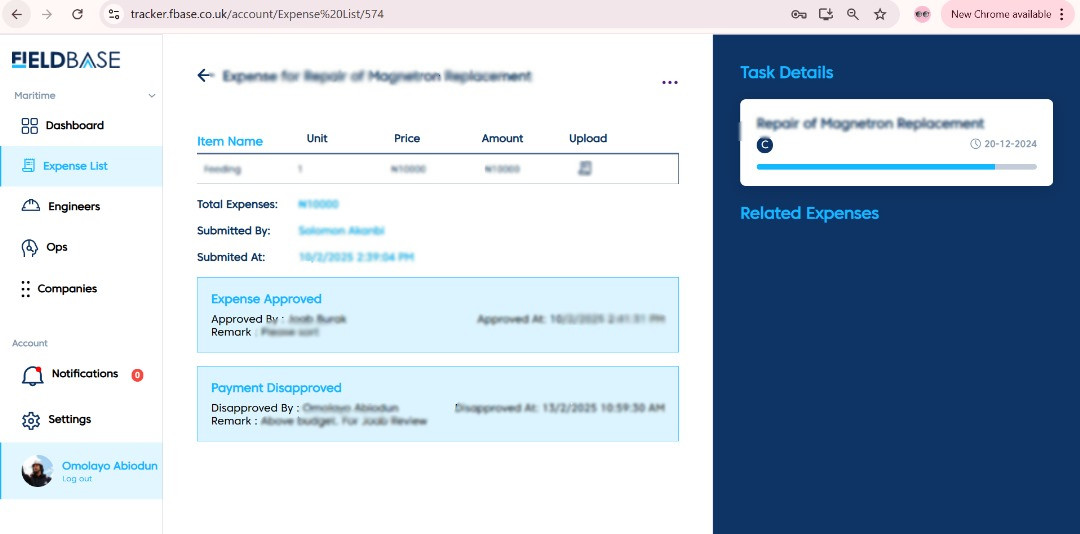 tracker.fbase.co.uk/account/Expense%20List/574
New Chrome available
FIELDBASE
Maritime
Dashboard
Expense List
Engineers
Ops
Companies
Account
Notifications 0
Settings
Omolayo Abiodun
Log out
Expense for Repair of Magnetron Replacement
Item Name Unit Price Amount Upload
Feeding 1 ₦10000 ₦10000
Total Expenses: ₦10000
Submitted By: Solomon Akanbi
Submited At: 10/2/2025 2:39:04 PM
Expense Approved
Approved By : Approved At: 10/2/2025 2:41:51 PM
Remark : Please sort
Payment Disapproved
Disapproved By : Omolayo Abiodun Disapproved At: 13/2/2025 10:59:30 AM
Remark : Above budget. For Joab Review
Task Details
Repair of Magnetron Replacement
C 20-12-2024
Related Expenses